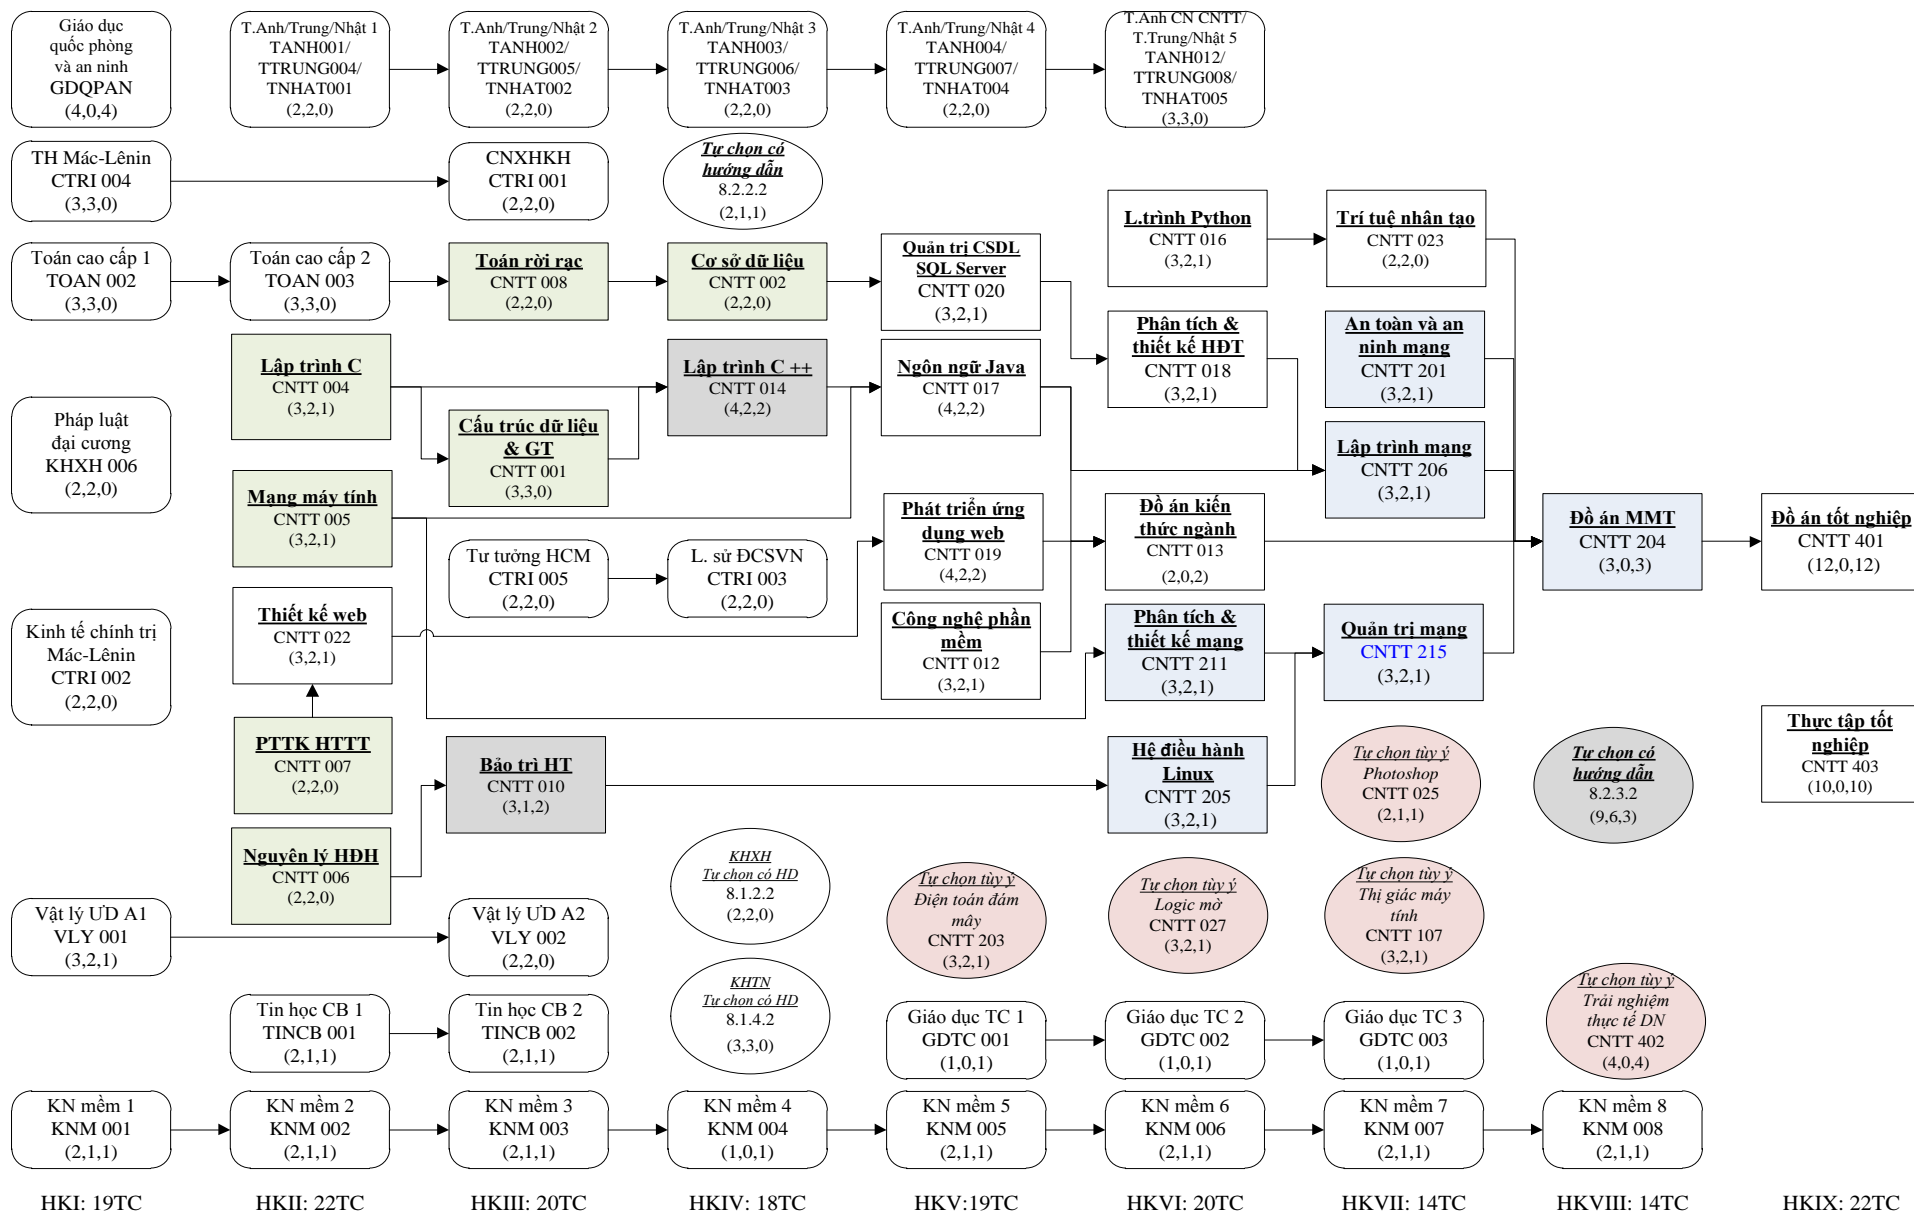 Giáo dục
quốc phòng
và an ninh
GDQPAN
(4,0,4)
T.Anh/Trung/Nhật 1
TANH001/
TTRUNG004/
TNHAT001
(2,2,0)
T.Anh/Trung/Nhật 2
TANH002/
TTRUNG005/
TNHAT002
(2,2,0)
T.Anh/Trung/Nhật 3
TANH003/
TTRUNG006/
TNHAT003
(2,2,0)
T.Anh/Trung/Nhật 4
TANH004/
TTRUNG007/
TNHAT004
(2,2,0)
T.Anh CN CNTT/
T.Trung/Nhật 5
TANH012/
TTRUNG008/
TNHAT005
(3,3,0)
TH Mác-Lênin
CTRI 004
(3,3,0)
CNXHKH
CTRI 001
(2,2,0)
Tự chọn có
hướng dẫn
8.2.2.2
(2,1,1)
L.trình Python
CNTT 016
(3,2,1)
Trí tuệ nhân tạo
CNTT 023
(2,2,0)
Toán cao cấp 1
TOAN 002
(3,3,0)
Toán cao cấp 2
TOAN 003
(3,3,0)
Toán rời rạc
CNTT 008
(2,2,0)
Cơ sở dữ liệu
CNTT 002
(2,2,0)
Quản trị CSDL
SQL Server
CNTT 020
(3,2,1)
Phân tích &
thiết kế HĐT
CNTT 018
(3,2,1)
An toàn và an
ninh mạng
CNTT 201
(3,2,1)
Lập trình C
CNTT 004
(3,2,1)
Lập trình C ++
CNTT 014
(4,2,2)
Ngôn ngữ Java
CNTT 017
(4,2,2)
Pháp luật
đại cương
KHXH 006
(2,2,0)
Cấu trúc dữ liệu
& GT
CNTT 001
(3,3,0)
Lập trình mạng
CNTT 206
(3,2,1)
Mạng máy tính
CNTT 005
(3,2,1)
Phát triển ứng
dụng web
CNTT 019
(4,2,2)
Đồ án kiến
thức ngành
CNTT 013
(2,0,2)
Đồ án MMT
CNTT 204
(3,0,3)
Đồ án tốt nghiệp
CNTT 401
(12,0,12)
Tư tưởng HCM
CTRI 005
(2,2,0)
L. sử ĐCSVN
CTRI 003
(2,2,0)
Kinh tế chính trị
Mác-Lênin
CTRI 002
(2,2,0)
Thiết kế web
CNTT 022
(3,2,1)
Công nghệ phần
mềm
CNTT 012
(3,2,1)
Phân tích &
thiết kế mạng
CNTT 211
(3,2,1)
Quản trị mạng
CNTT 215
(3,2,1)
PTTK HTTT
CNTT 007
(2,2,0)
Bảo trì HT
CNTT 010
(3,1,2)
Hệ điều hành
Linux
CNTT 205
(3,2,1)
Tự chọn tùy ý
Photoshop
CNTT 025
(2,1,1)
Tự chọn có
hướng dẫn
8.2.3.2
(9,6,3)
Thực tập tốt
nghiệp
CNTT 403
(10,0,10)
Nguyên lý HĐH
CNTT 006
(2,2,0)
KHXH
Tự chọn có HD
8.1.2.2
(2,2,0)
Tự chọn tùy ý
Điện toán đám
mây
CNTT 203
(3,2,1)
Tự chọn tùy ý
Logic mờ
CNTT 027
(3,2,1)
Tự chọn tùy ý
Thị giác máy
tính
CNTT 107
(3,2,1)
Vật lý ƯD A1
VLY 001
(3,2,1)
Vật lý ƯD A2
VLY 002
(2,2,0)
Tin học CB 1
TINCB 001
(2,1,1)
Tin học CB 2
TINCB 002
(2,1,1)
KHTN
Tự chọn có HD
8.1.4.2
(3,3,0)
Giáo dục TC 1
GDTC 001
(1,0,1)
Giáo dục TC 2
GDTC 002
(1,0,1)
Giáo dục TC 3
GDTC 003
(1,0,1)
Tự chọn tùy ý
Trải nghiệm
thực tế DN
CNTT 402
(4,0,4)
KN mềm 1
KNM 001
(2,1,1)
KN mềm 2
KNM 002
(2,1,1)
KN mềm 3
KNM 003
(2,1,1)
KN mềm 4
KNM 004
(1,0,1)
KN mềm 5
KNM 005
(2,1,1)
KN mềm 6
KNM 006
(2,1,1)
KN mềm 7
KNM 007
(2,1,1)
KN mềm 8
KNM 008
(2,1,1)
HKI: 19TC
HKII: 22TC
HKIII: 20TC
HKIV: 18TC
HKV:19TC
HKVI: 20TC
HKVII: 14TC
HKVIII: 14TC
HKIX: 22TC